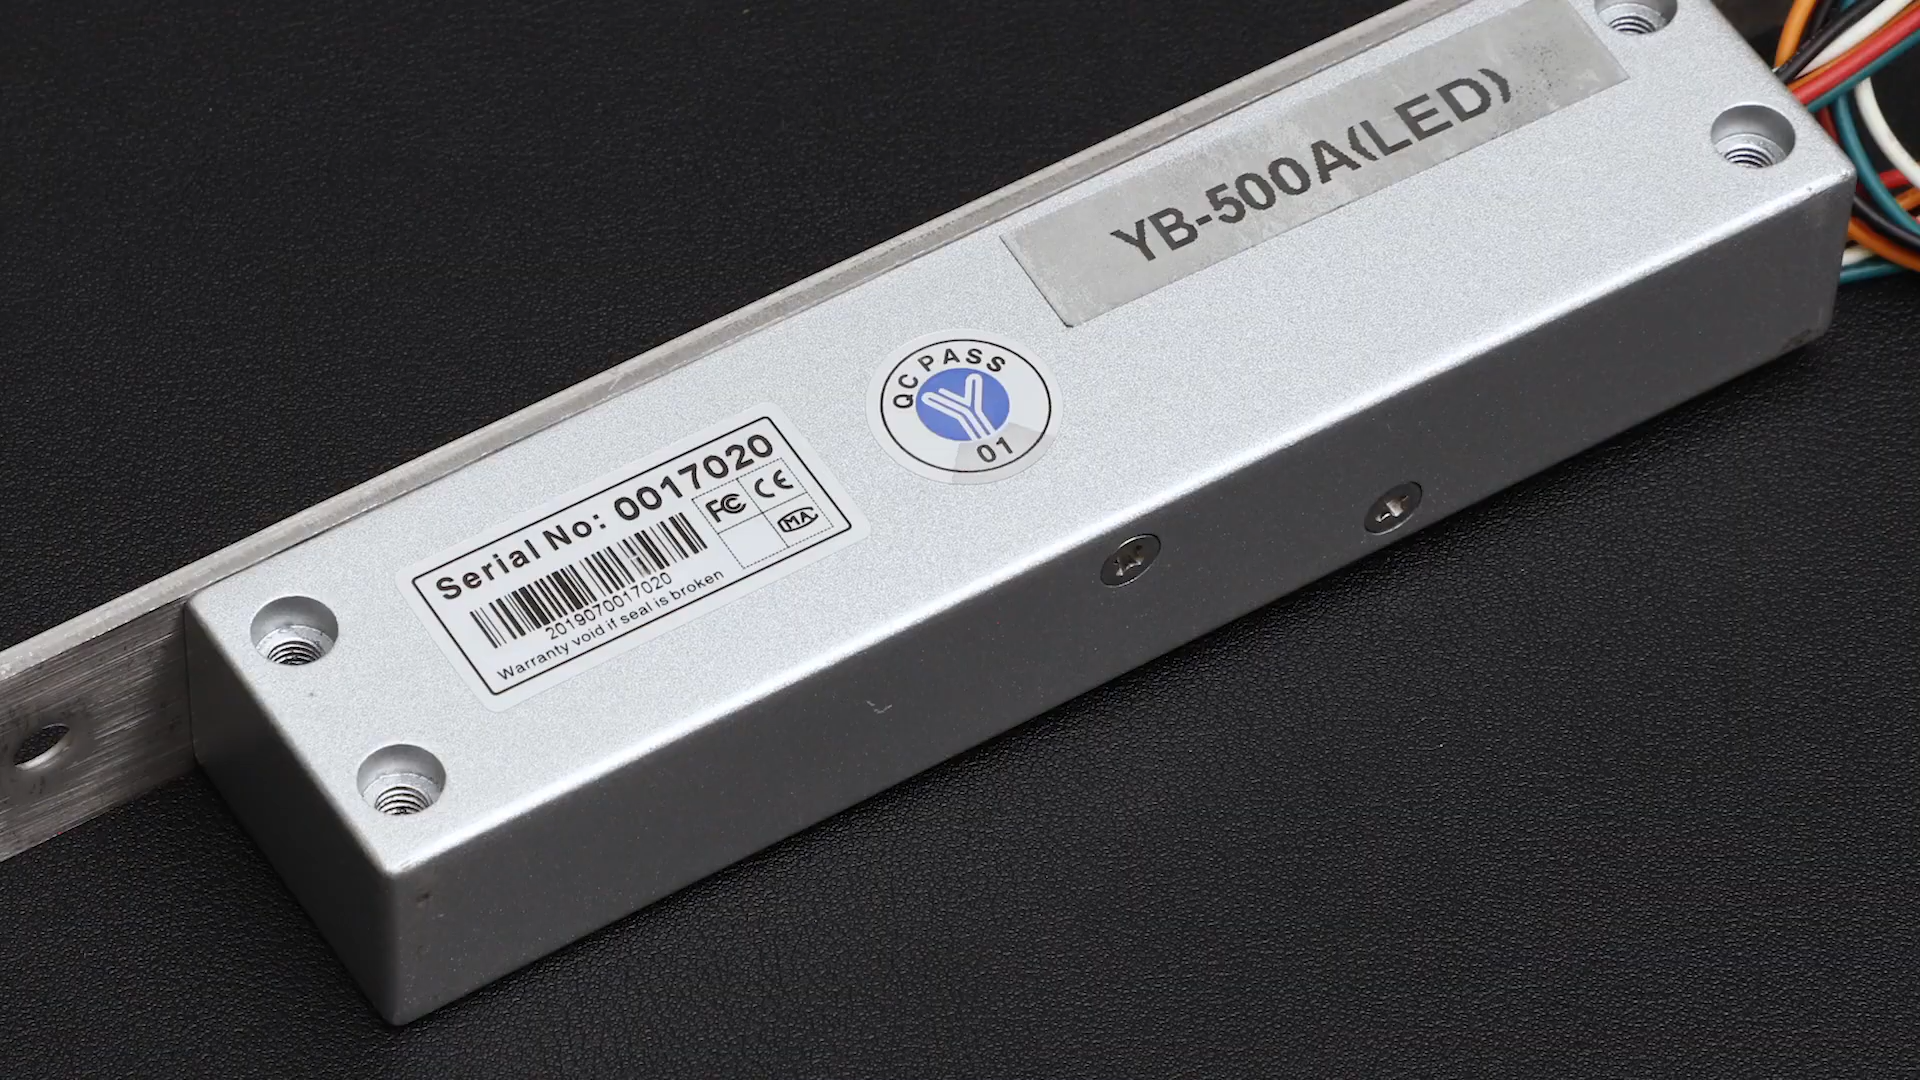 YB-500A(LED)
QC PASS
01
Serial No: 0017020
FC CE
MA
2019070017020
Warranty void if seal is broken